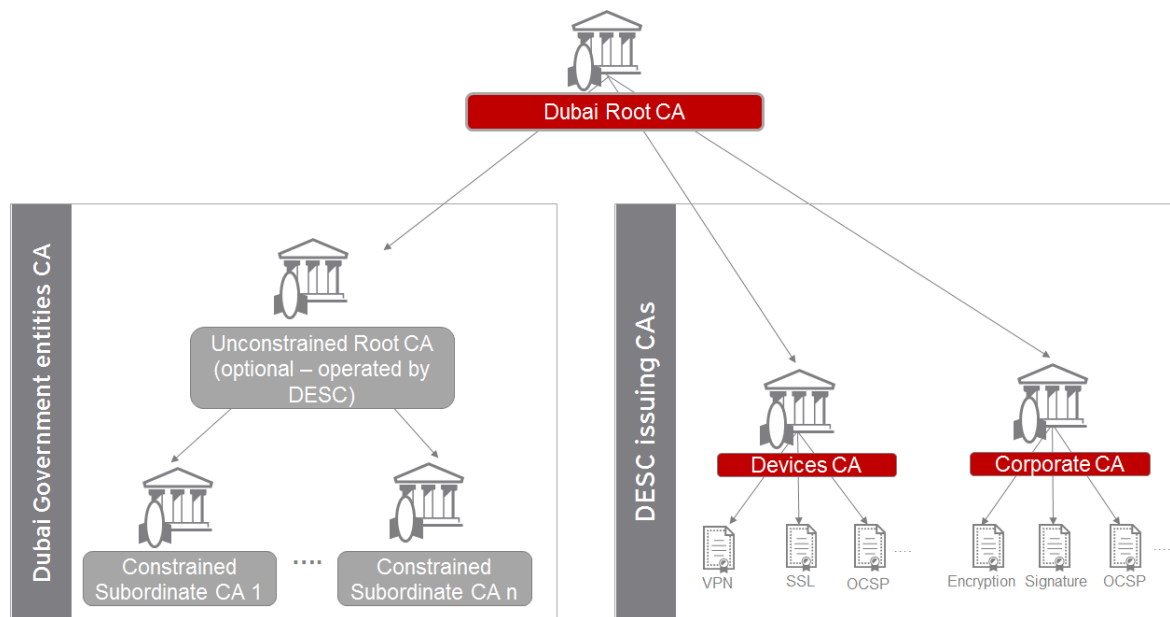 Dubai Root CA
Dubai Government entities CA
Unconstrained Root CA
(optional – operated by
DESC)
Constrained
Subordinate CA 1
....
Constrained
Subordinate CA n
DESC issuing CAs
Devices CA
VPN
SSL
OCSP
....
Corporate CA
Encryption
Signature
OCSP
....